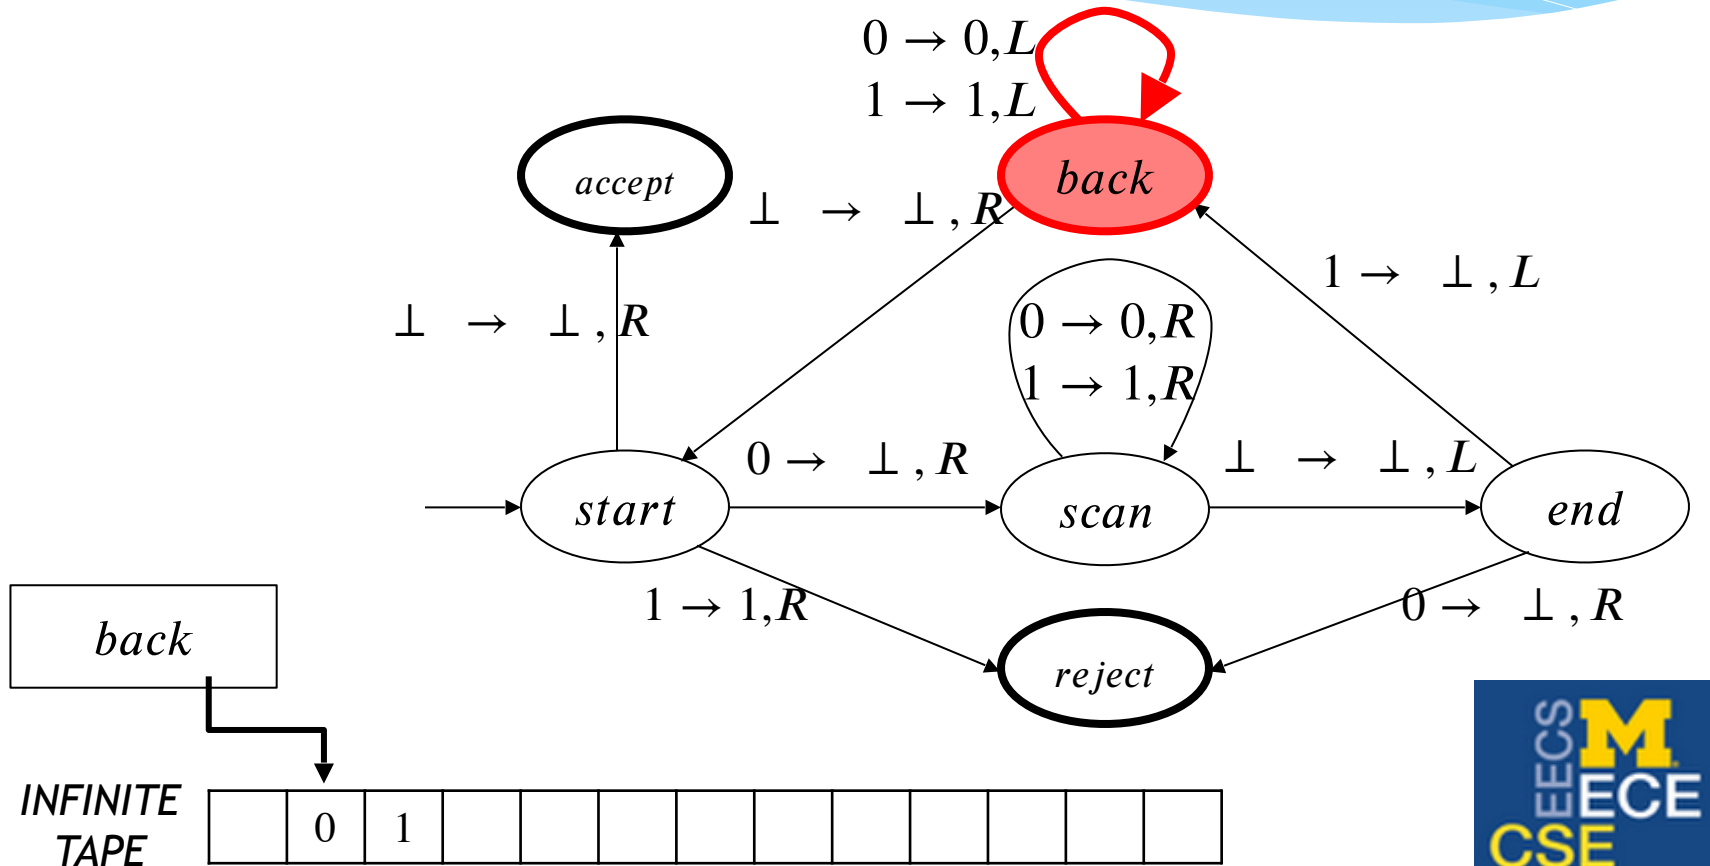 0 → 0, L
1 → 1, L
accept
back
⊥ → ⊥ , R
1 → ⊥ , L
⊥ → ⊥ , R
0 → 0, R
1 → 1, R
0 → ⊥ , R
⊥ → ⊥ , L
start
scan
end
1 → 1, R
0 → ⊥ , R
back
reject
INFINITE
TAPE
0 1
EECS
M
ECE
CSE